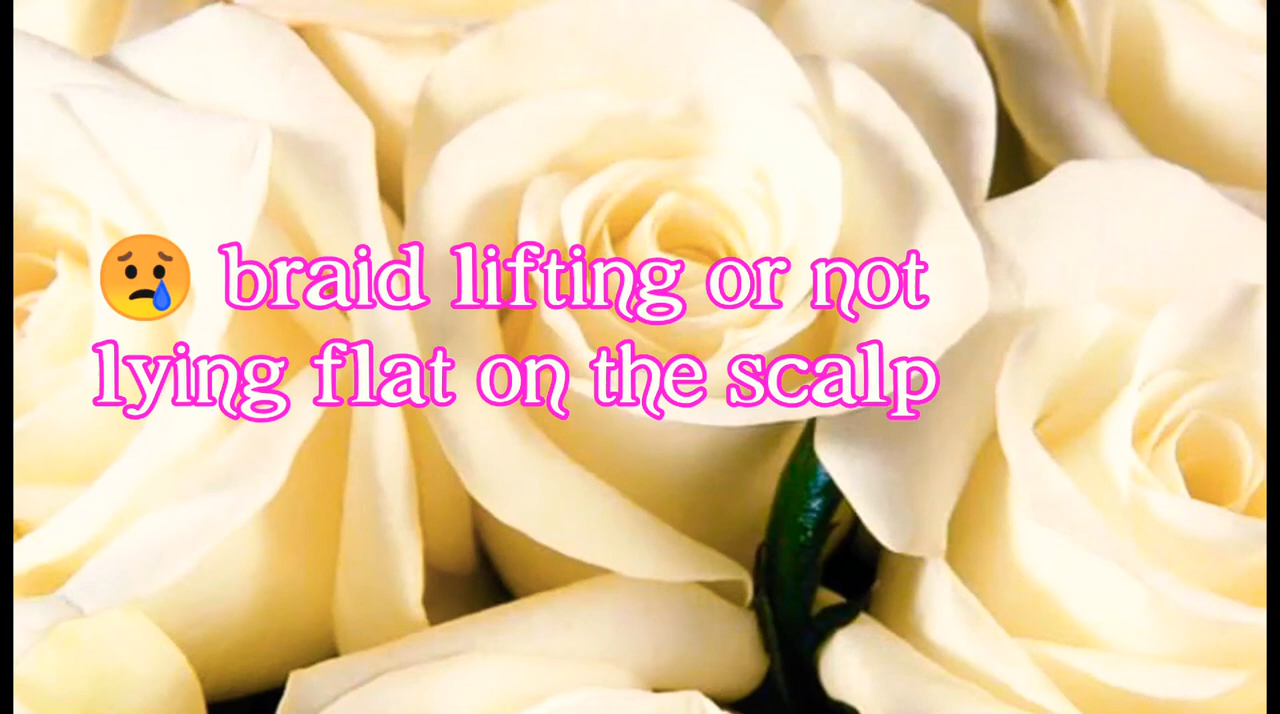 😢 braid lifting or not
lying flat on the scalp